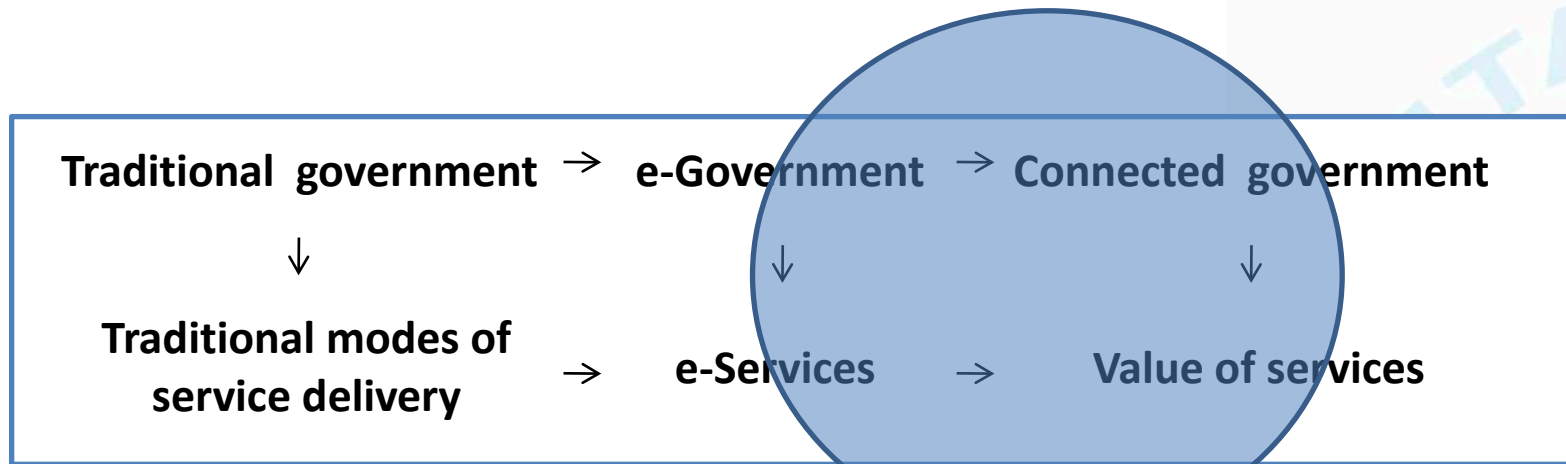 Traditional government → e-Government → Connected government
↓ ↓ ↓
Traditional modes of
service delivery → e-Services → Value of services